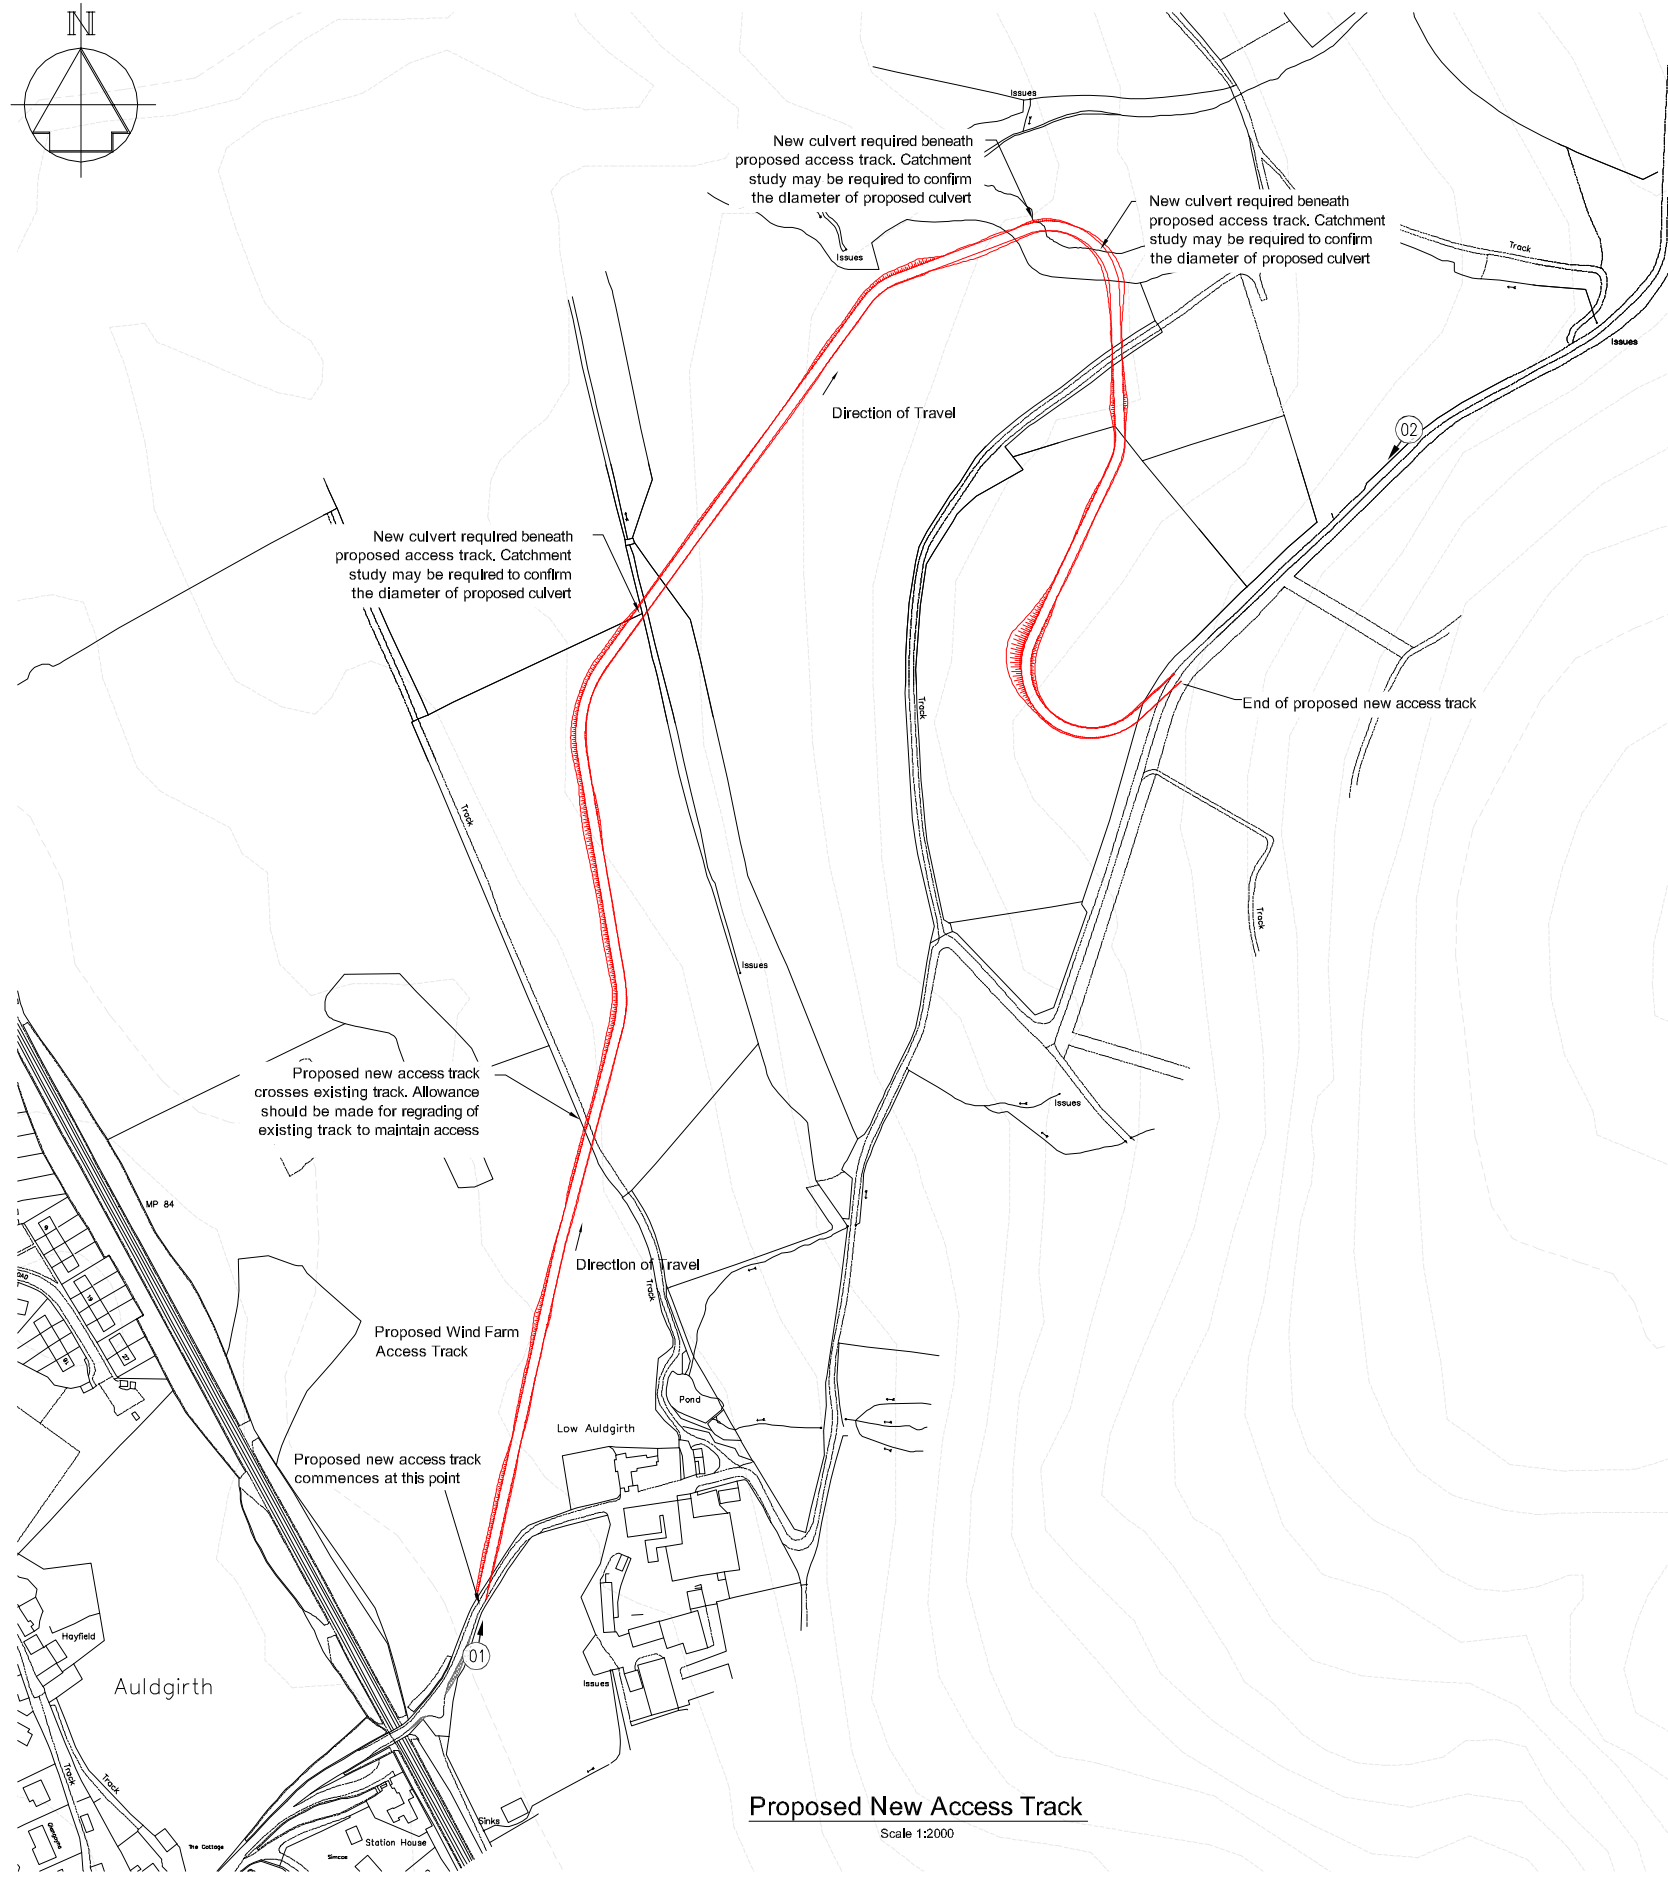 N
Issues
New culvert required beneath
proposed access track. Catchment
study may be required to confirm
the diameter of proposed culvert
New culvert required beneath
proposed access track. Catchment
study may be required to confirm
the diameter of proposed culvert
Issues
Track
Issues
Direction of Travel
02
New culvert required beneath
proposed access track. Catchment
study may be required to confirm
the diameter of proposed culvert
Track
End of proposed new access track
Track
Track
Issues
Proposed new access track
crosses existing track. Allowance
should be made for regrading of
existing track to maintain access
Issues
MP 84
Direction of Travel
Track
Proposed Wind Farm
Access Track
Pond
Low Auldgirth
Proposed new access track
commences at this point
Hayfield
01
Auldgirth
Issues
Track
Track
Proposed New Access Track
Scale 1:2000
Sinks
Station House
The Cottage
Simcoe